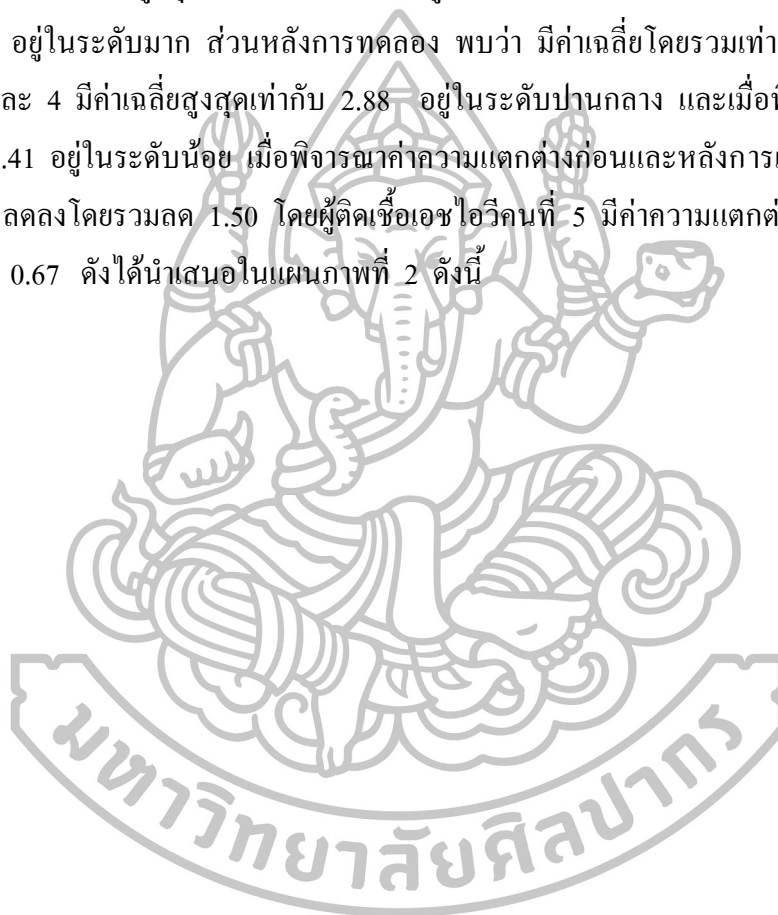 อยู่ในระดับมาก ส่วนหลังการทดลอง พบว่า มีค่าเฉลี่ยโดยรวมเท่า
ละ 4 มีค่าเฉลี่ยสูงสุดเท่ากับ 2.88 อยู่ในระดับปานกลาง และเมื่อ
.41 อยู่ในระดับน้อย เมื่อพิจารณาค่าความแตกต่างก่อนและหลังการ
ลดลงโดยรวมลด 1.50 โดยผู้ติดเชื้อเอชไอวีคนที่ 5 มีค่าความแตกต่
0.67 ดังได้นำเสนอในแผนภาพที่ 2 ดังนี้
มหาวิทยาลัยศิลปากร